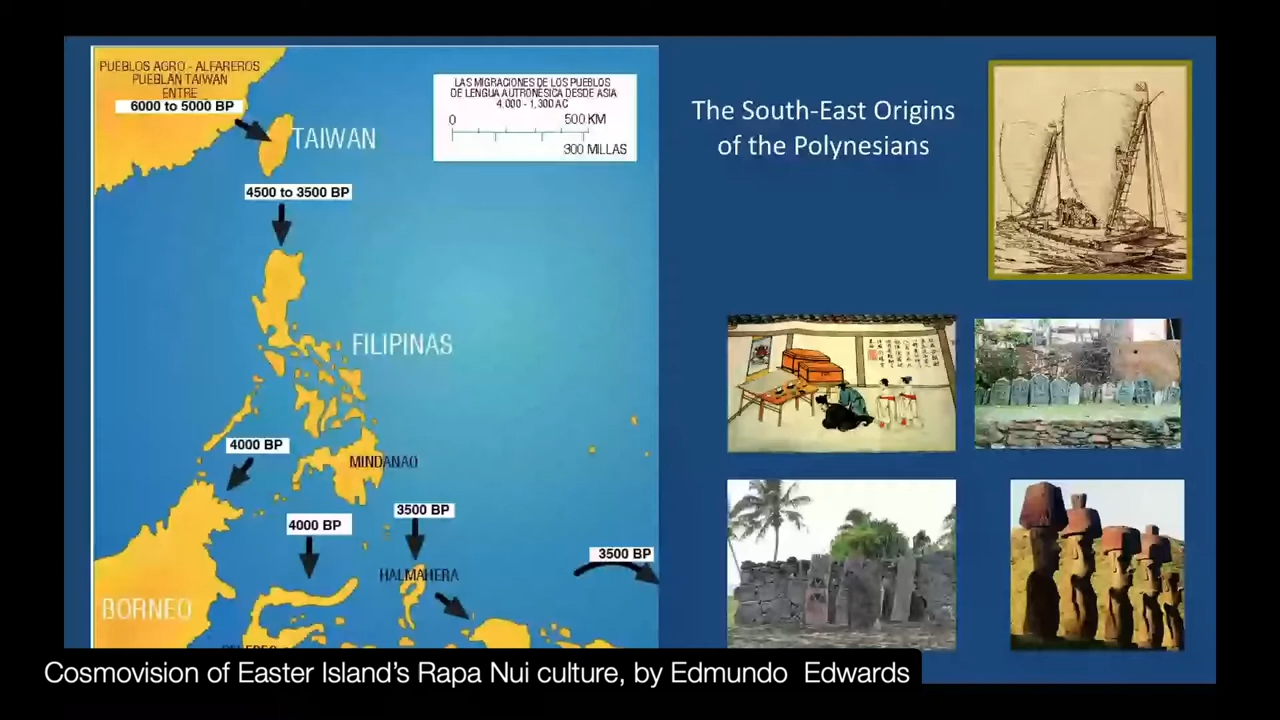 PUEBLOS AGRO - ALFAREROS
PUEBLAN TAIWAN
ENTRE
6000 to 5000 BP
TAIWAN
LAS MIGRACIONES DE LOS PUEBLOS
DE LENGUA AUTRONÉSICA DESDE ASIA
4.000 - 1.300 AC
0 500 KM
300 MILLAS
4500 to 3500 BP
FILIPINAS
4000 BP
MINDANAO
4000 BP
3500 BP
HALMAHERA
3500 BP
BORNEO
The South-East Origins
of the Polynesians
Cosmovision of Easter Island’s Rapa Nui culture, by Edmundo Edwards